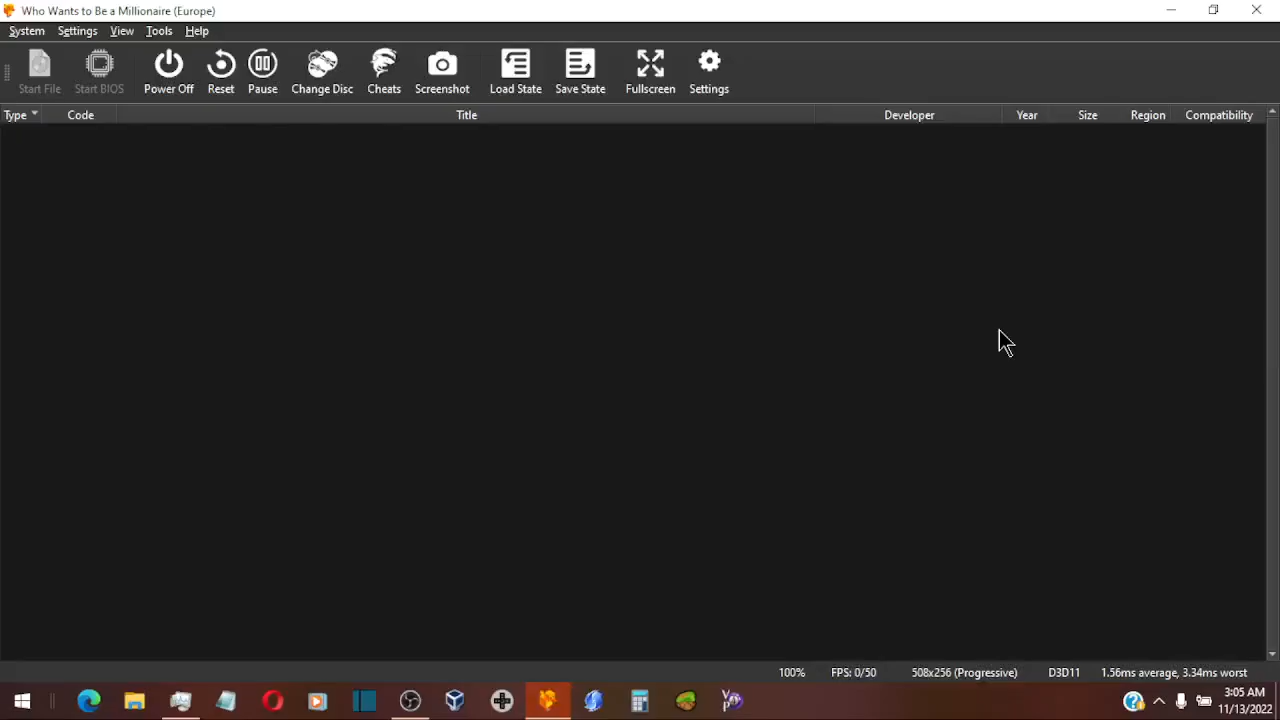 Who Wants to Be a Millionaire (Europe)
System Settings View Tools Help
Start File Start BIOS Power Off Reset Pause Change Disc Cheats Screenshot Load State Save State Fullscreen Settings
Type Code Title Developer Year Size Region Compatibility
100% FPS: 0/50 508x256 (Progressive) D3D11 1.56ms average, 3.34ms worst
3:05 AM
11/13/2022